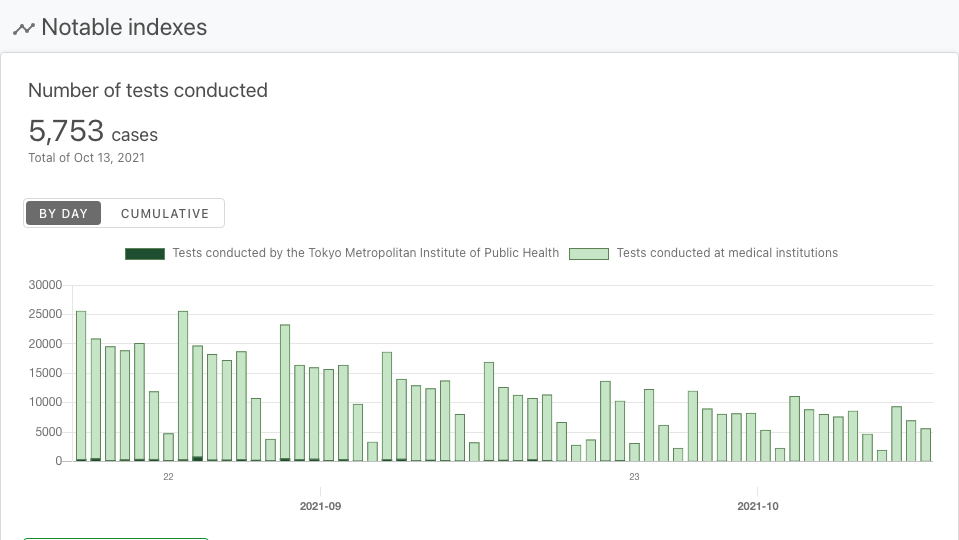 Notable indexes
Number of tests conducted
5,753 cases
Total of Oct 13, 2021
BY DAY CUMULATIVE
Tests conducted by the Tokyo Metropolitan Institute of Public Health Tests conducted at medical institutions
30000
25000
20000
15000
10000
5000
0
22 23
2021-09 2021-10